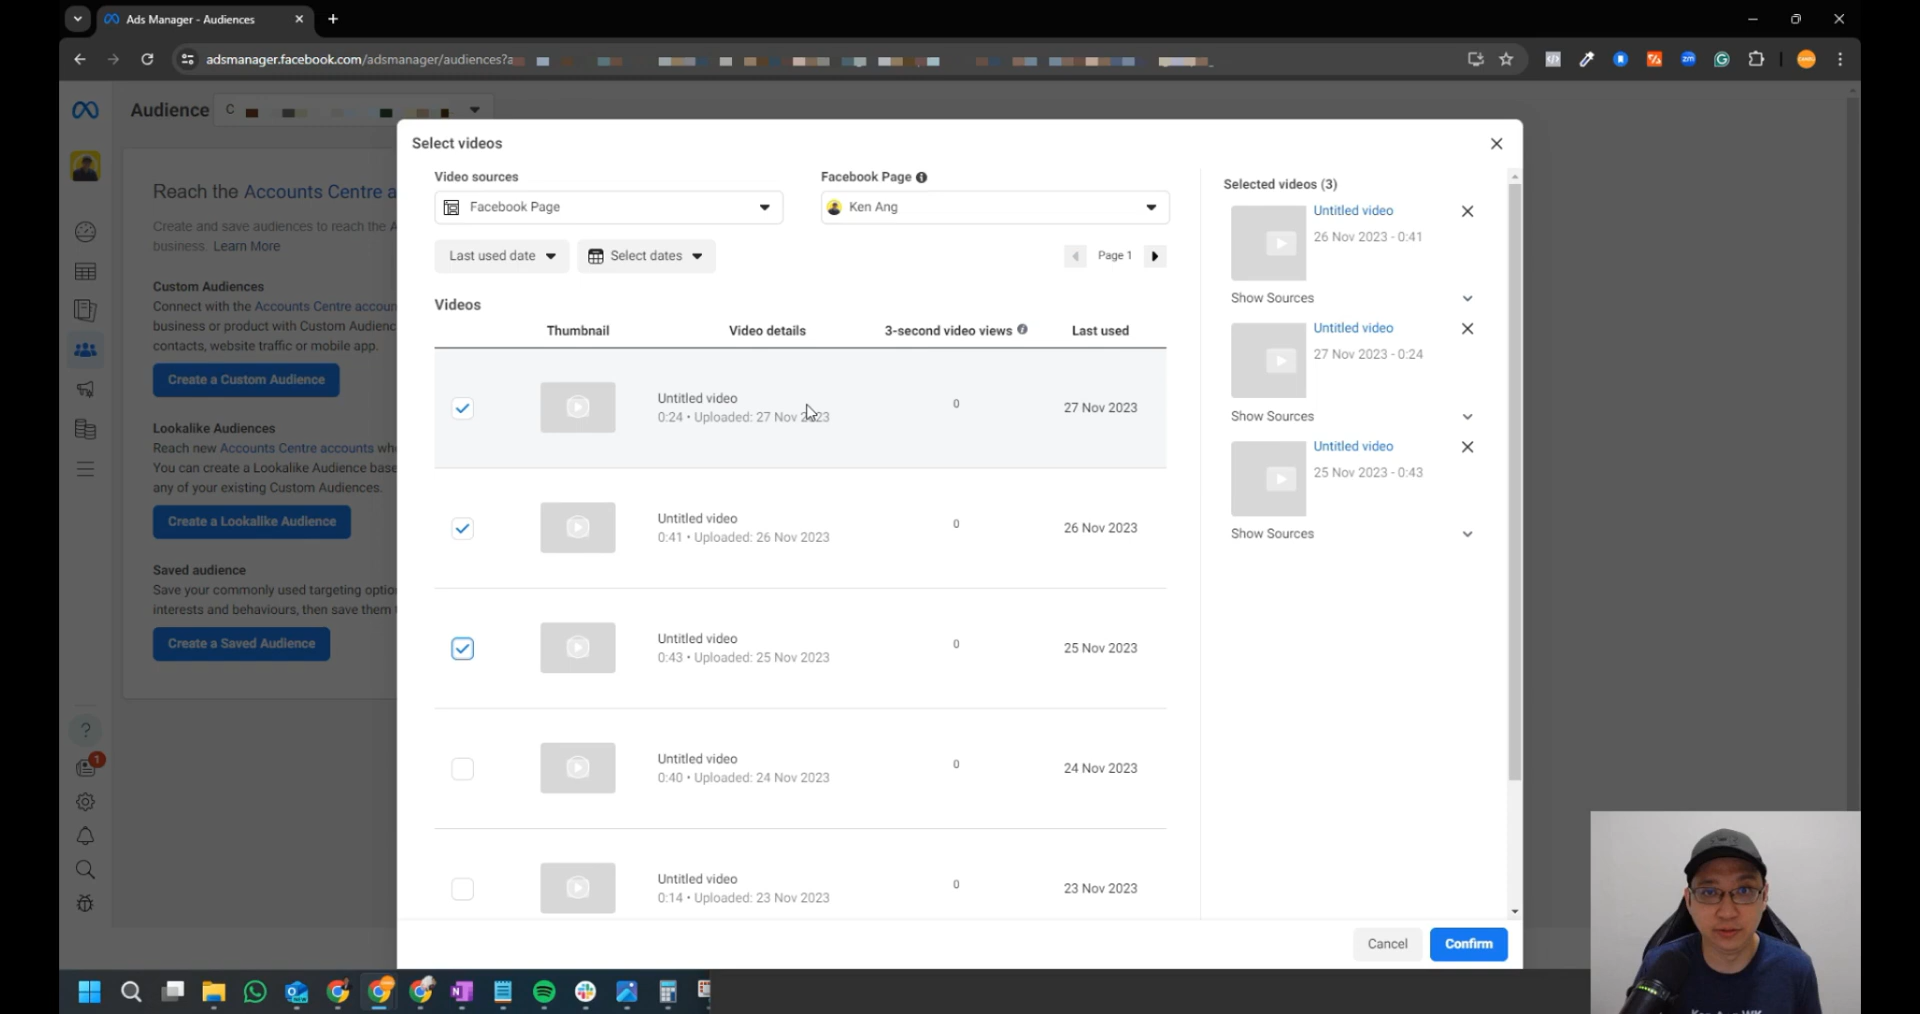 Ads Manager - Audiences
adsmanager.facebook.com/adsmanager/audiences?a
Audience
C
Reach the Accounts Centre a
Create and save audiences to reach the A
business. Learn More
Custom Audiences
Connect with the Accounts Centre accoun
business or product with Custom Audienc
contacts, website traffic or mobile app.
Create a Custom Audience
Lookalike Audiences
Reach new Accounts Centre accounts wh
You can create a Lookalike Audience base
any of your existing Custom Audiences.
Create a Lookalike Audience
Saved audience
Save your commonly used targeting optio
interests and behaviours, then save them
Create a Saved Audience
1
Select videos
Video sources
Facebook Page
Facebook Page
Ken Ang
Last used date
Select dates
Page 1
Videos
Thumbnail Video details 3-second video views Last used
Untitled video
0:24 • Uploaded: 27 Nov 2023
0
27 Nov 2023
Untitled video
0:41 • Uploaded: 26 Nov 2023
0
26 Nov 2023
Untitled video
0:43 • Uploaded: 25 Nov 2023
0
25 Nov 2023
Untitled video
0:40 • Uploaded: 24 Nov 2023
0
24 Nov 2023
Untitled video
0:14 • Uploaded: 23 Nov 2023
0
23 Nov 2023
Selected videos (3)
Untitled video
26 Nov 2023 - 0:41
Show Sources
Untitled video
27 Nov 2023 - 0:24
Show Sources
Untitled video
25 Nov 2023 - 0:43
Show Sources
Cancel
Confirm